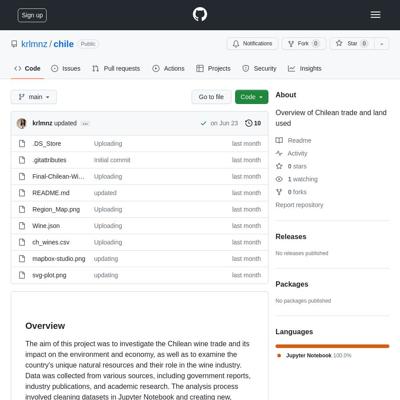 Sign up
krlmnz / chile Public
Notifications
Fork 0
Star 0
Code
Issues
Pull requests
Actions
Projects
Security
Insights
main
Go to file
Code
krlmnz updated ...
on Jun 23
10
.DS_Store Uploading last month
.gitattributes Initial commit last month
Final-Chilean-Wi... Uploading last month
README.md updated last month
Region_Map.png Uploading last month
Wine.json Uploading last month
ch_wines.csv Uploading last month
mapbox-studio.png updating last month
svg-plot.png updating last month
Overview
The aim of this project was to investigate the Chilean wine trade and its
impact on the environment and economy, as well as to examine the
country's unique natural resources and their role in the wine industry.
Data was collected from various sources, including government reports,
industry publications, and academic research. The analysis process
involved cleaning datasets in Jupyter Notebook and creating new,
About
Overview of Chilean trade and land
used
Readme
Activity
0 stars
1 watching
0 forks
Report repository
Releases
No releases published
Packages
No packages published
Languages
Jupyter Notebook 100.0%